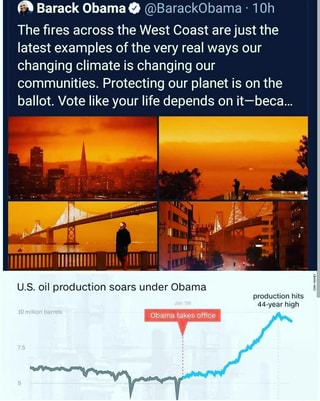 Barack Obama @BarackObama · 10h
The fires across the West Coast are just the
latest examples of the very real ways our
changing climate is changing our
communities. Protecting our planet is on the
ballot. Vote like your life depends on it—beca...
U.S. oil production soars under Obama
production hits
44-year high
Jan '09
10 million barrels
Obama takes office
7.5
5